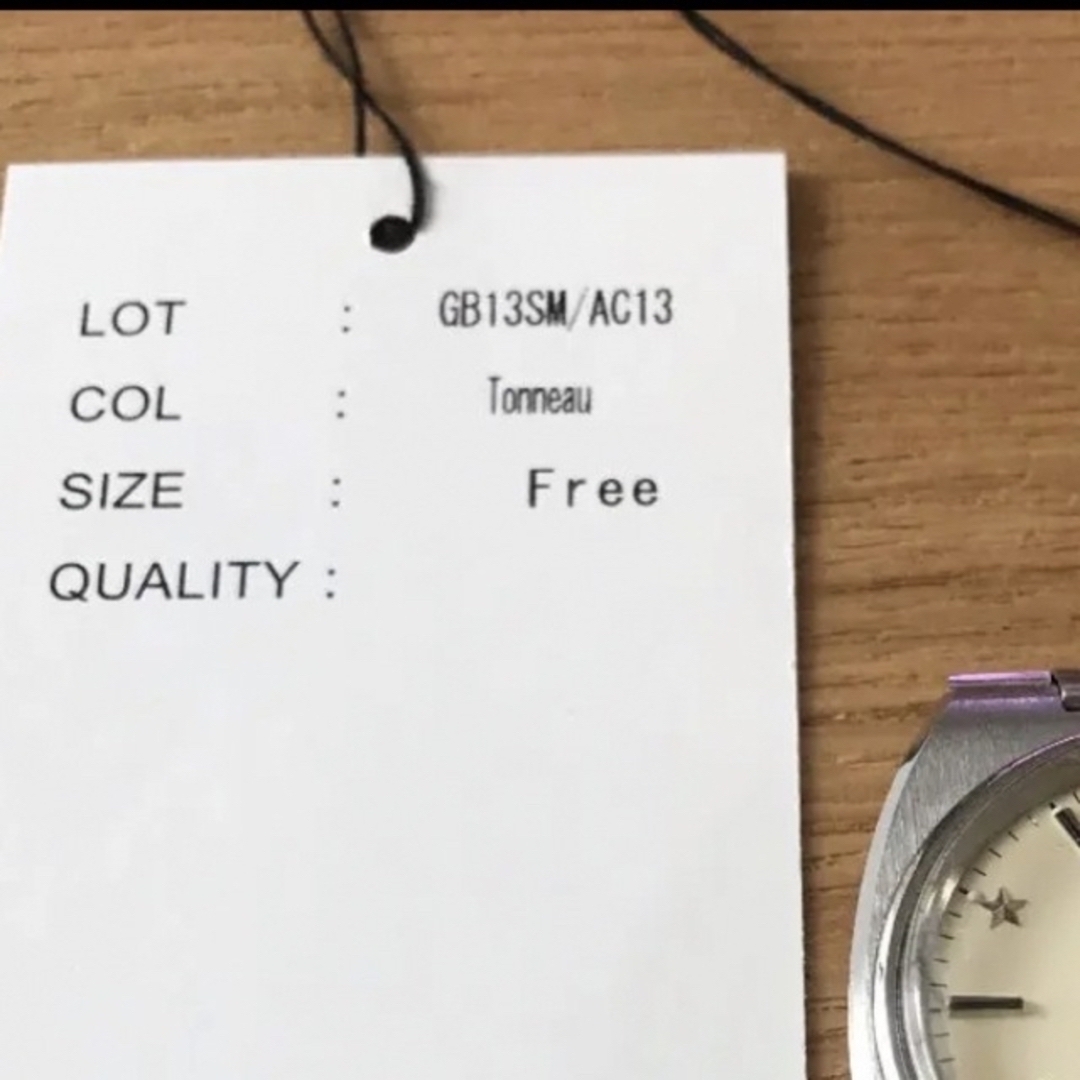 LOT : GB13SM/AC13
COL : Tonneau
SIZE : Free
QUALITY :